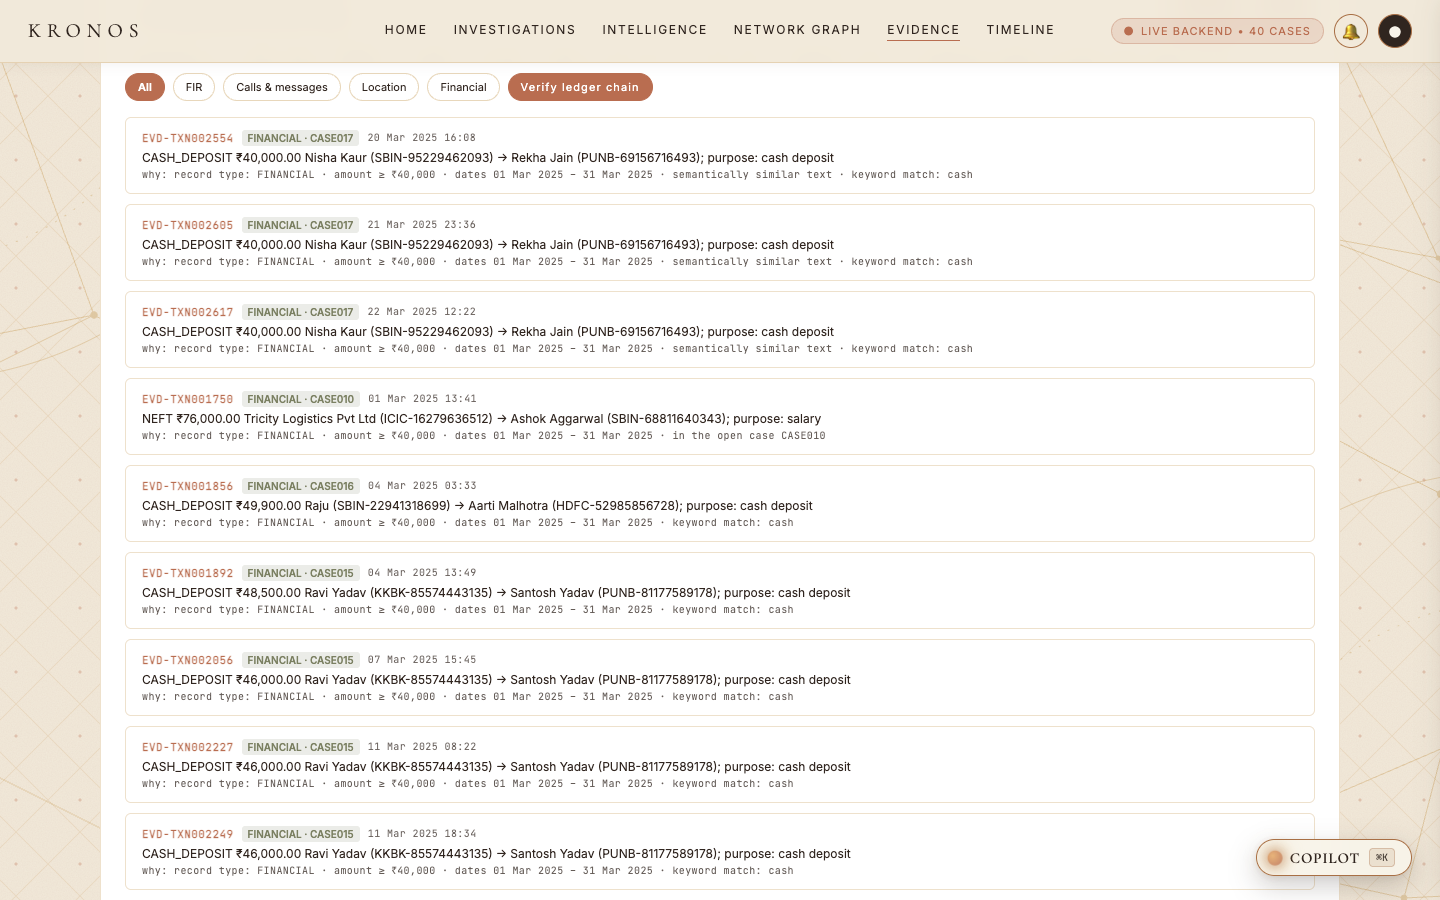 KRONOS
HOME INVESTIGATIONS INTELLIGENCE NETWORK GRAPH EVIDENCE TIMELINE
LIVE BACKEND • 40 CASES
All FIR Calls & messages Location Financial Verify ledger chain
EVD-TXN002554 FINANCIAL · CASE017 20 Mar 2025 16:08
CASH_DEPOSIT ₹40,000.00 Nisha Kaur (SBIN-95229462093) → Rekha Jain (PUNB-69156716493); purpose: cash deposit
why: record type: FINANCIAL · amount ≥ ₹40,000 · dates 01 Mar 2025 – 31 Mar 2025 · semantically similar text · keyword match: cash
EVD-TXN002605 FINANCIAL · CASE017 21 Mar 2025 23:36
CASH_DEPOSIT ₹40,000.00 Nisha Kaur (SBIN-95229462093) → Rekha Jain (PUNB-69156716493); purpose: cash deposit
why: record type: FINANCIAL · amount ≥ ₹40,000 · dates 01 Mar 2025 – 31 Mar 2025 · semantically similar text · keyword match: cash
EVD-TXN002617 FINANCIAL · CASE017 22 Mar 2025 12:22
CASH_DEPOSIT ₹40,000.00 Nisha Kaur (SBIN-95229462093) → Rekha Jain (PUNB-69156716493); purpose: cash deposit
why: record type: FINANCIAL · amount ≥ ₹40,000 · dates 01 Mar 2025 – 31 Mar 2025 · semantically similar text · keyword match: cash
EVD-TXN001750 FINANCIAL · CASE010 01 Mar 2025 13:41
NEFT ₹76,000.00 Tricity Logistics Pvt Ltd (ICIC-16279636512) → Ashok Aggarwal (SBIN-68811640343); purpose: salary
why: record type: FINANCIAL · amount ≥ ₹40,000 · dates 01 Mar 2025 – 31 Mar 2025 · in the open case CASE010
EVD-TXN001856 FINANCIAL · CASE016 04 Mar 2025 03:33
CASH_DEPOSIT ₹49,900.00 Raju (SBIN-22941318699) → Aarti Malhotra (HDFC-52985856728); purpose: cash deposit
why: record type: FINANCIAL · amount ≥ ₹40,000 · dates 01 Mar 2025 – 31 Mar 2025 · keyword match: cash
EVD-TXN001892 FINANCIAL · CASE015 04 Mar 2025 13:49
CASH_DEPOSIT ₹48,500.00 Ravi Yadav (KKBK-85574443135) → Santosh Yadav (PUNB-81177589178); purpose: cash deposit
why: record type: FINANCIAL · amount ≥ ₹40,000 · dates 01 Mar 2025 – 31 Mar 2025 · keyword match: cash
EVD-TXN002056 FINANCIAL · CASE015 07 Mar 2025 15:45
CASH_DEPOSIT ₹46,000.00 Ravi Yadav (KKBK-85574443135) → Santosh Yadav (PUNB-81177589178); purpose: cash deposit
why: record type: FINANCIAL · amount ≥ ₹40,000 · dates 01 Mar 2025 – 31 Mar 2025 · keyword match: cash
EVD-TXN002227 FINANCIAL · CASE015 11 Mar 2025 08:22
CASH_DEPOSIT ₹46,000.00 Ravi Yadav (KKBK-85574443135) → Santosh Yadav (PUNB-81177589178); purpose: cash deposit
why: record type: FINANCIAL · amount ≥ ₹40,000 · dates 01 Mar 2025 – 31 Mar 2025 · keyword match: cash
EVD-TXN002249 FINANCIAL · CASE015 11 Mar 2025 18:34
CASH_DEPOSIT ₹46,000.00 Ravi Yadav (KKBK-85574443135) → Santosh Yadav (PUNB-81177589178); purpose: cash deposit
why: record type: FINANCIAL · amount ≥ ₹40,000 · dates 01 Mar 2025 – 31 Mar 2025 · keyword match: cash
COPILOT ⌘K